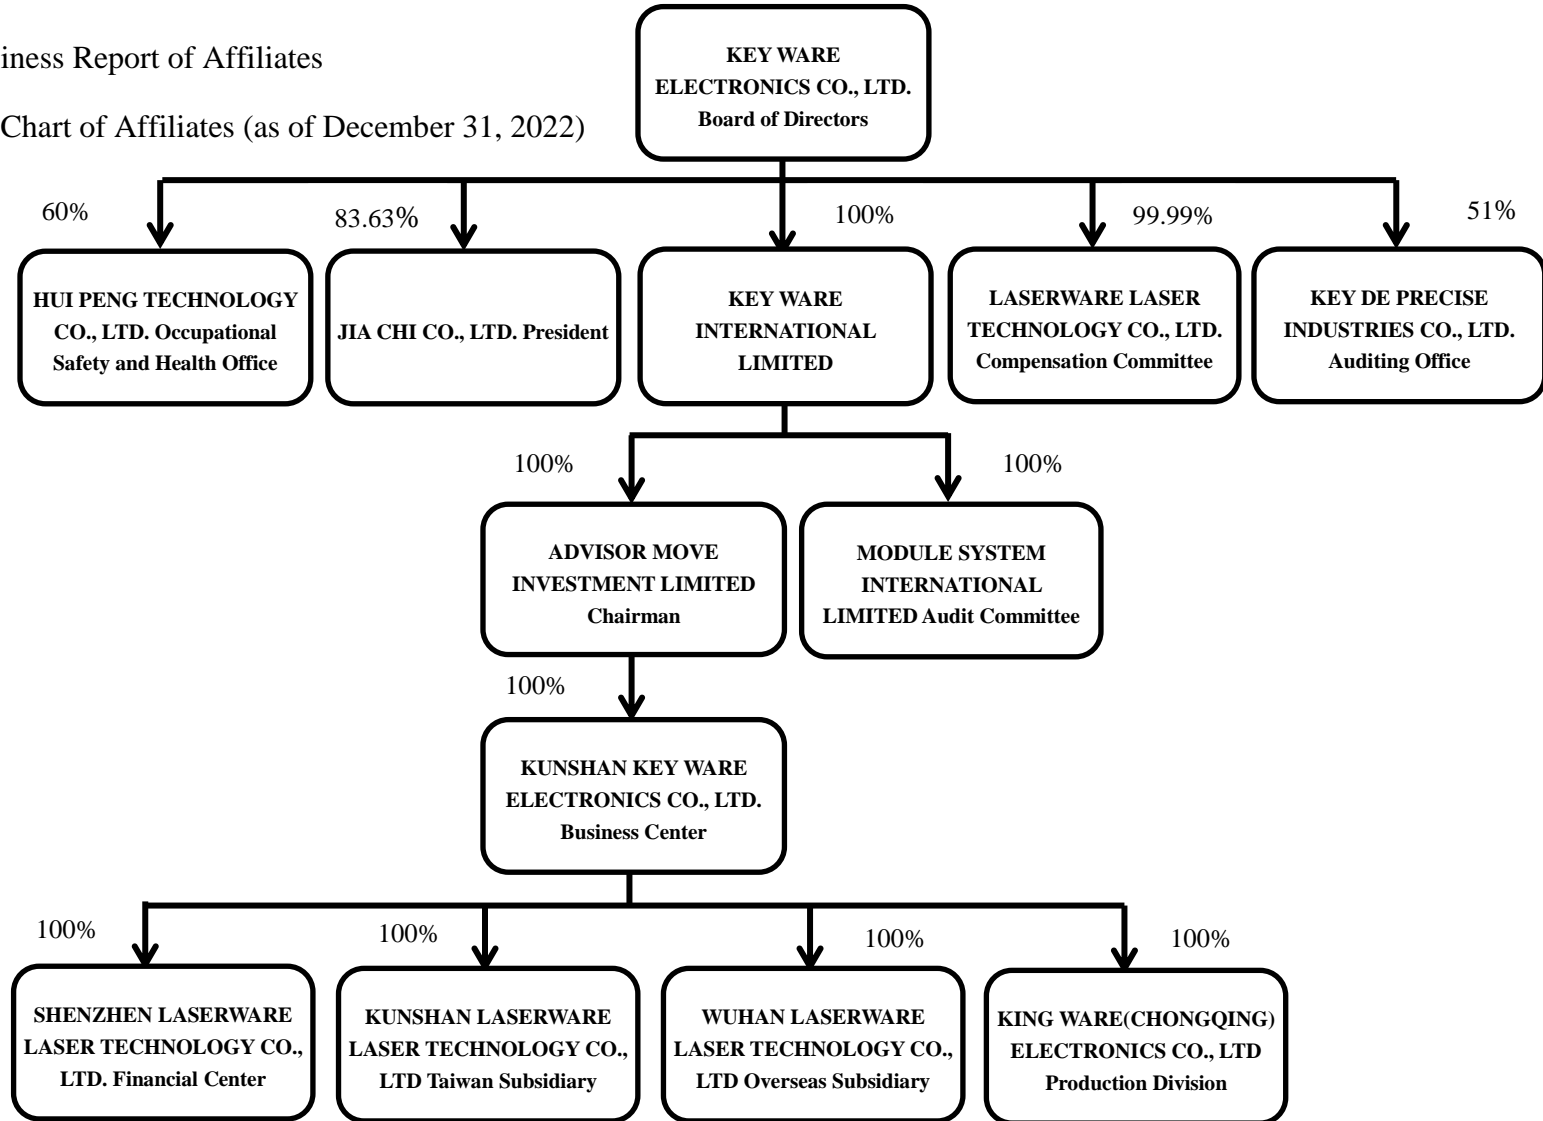 iness Report of Affiliates
Chart of Affiliates (as of December 31, 2022)
KEY WARE
ELECTRONICS CO., LTD.
Board of Directors
60%
83.63%
100%
99.99%
51%
HUI PENG TECHNOLOGY
CO., LTD. Occupational
Safety and Health Office
JIA CHI CO., LTD. President
KEY WARE
INTERNATIONAL
LIMITED
LASERWARE LASER
TECHNOLOGY CO., LTD.
Compensation Committee
KEY DE PRECISE
INDUSTRIES CO., LTD.
Auditing Office
100%
100%
ADVISOR MOVE
INVESTMENT LIMITED
Chairman
MODULE SYSTEM
INTERNATIONAL
LIMITED Audit Committee
100%
KUNSHAN KEY WARE
ELECTRONICS CO., LTD.
Business Center
100%
100%
100%
100%
SHENZHEN LASERWARE
LASER TECHNOLOGY CO.,
LTD. Financial Center
KUNSHAN LASERWARE
LASER TECHNOLOGY CO.,
LTD Taiwan Subsidiary
WUHAN LASERWARE
LASER TECHNOLOGY CO.,
LTD Overseas Subsidiary
KING WARE(CHONGQING)
ELECTRONICS CO., LTD
Production Division